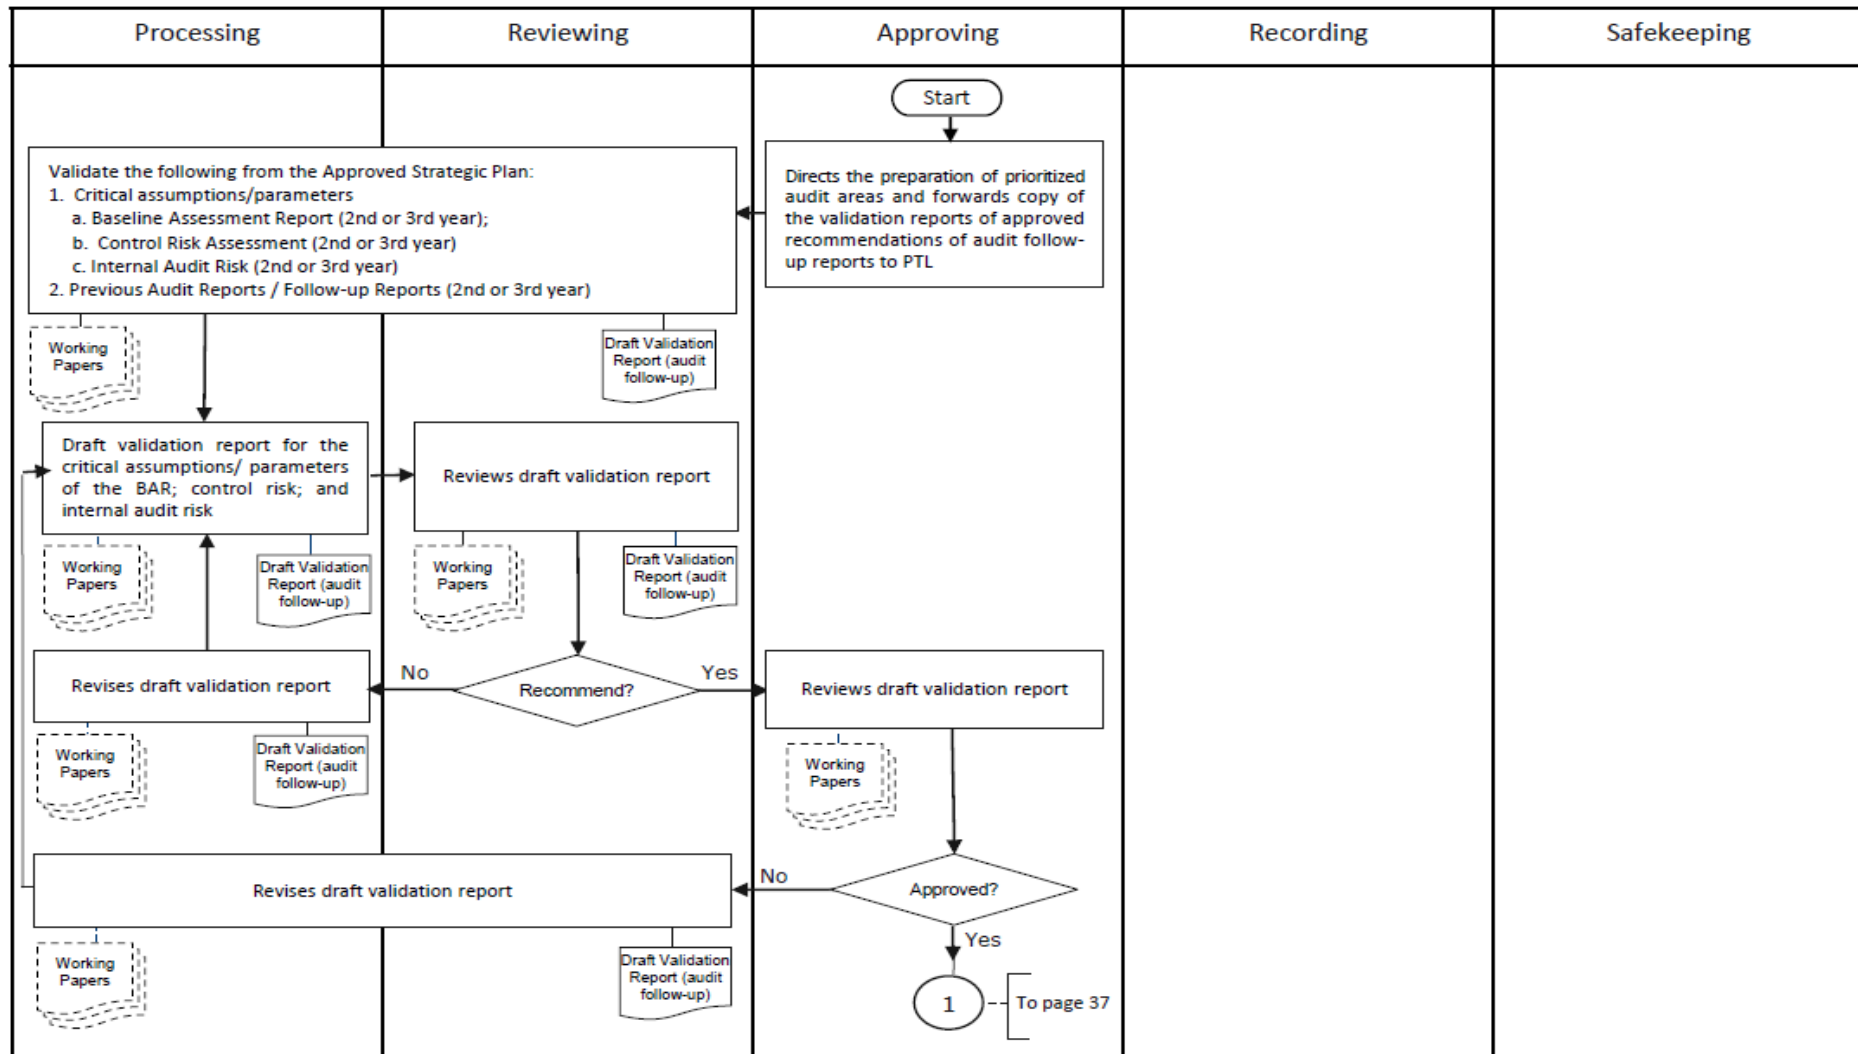 Processing
Reviewing
Approving
Recording
Safekeeping
Start
Directs the preparation of prioritized
audit areas and forwards copy of
the validation reports of approved
recommendations of audit follow-
up reports to PTL
Validate the following from the Approved Strategic Plan:
1. Critical assumptions/parameters
a. Baseline Assessment Report (2nd or 3rd year);
b. Control Risk Assessment (2nd or 3rd year)
c. Internal Audit Risk (2nd or 3rd year)
2. Previous Audit Reports / Follow-up Reports (2nd or 3rd year)
Working
Papers
Draft Validation
Report (audit
follow-up)
Draft validation report for the
critical assumptions/ parameters
of the BAR; control risk; and
internal audit risk
Working
Papers
Draft Validation
Report (audit
follow-up)
Reviews draft validation report
Working
Papers
Draft Validation
Report (audit
follow-up)
Recommend?
No
Yes
Revises draft validation report
Working
Papers
Draft Validation
Report (audit
follow-up)
Reviews draft validation report
Working
Papers
Approved?
No
Yes
Revises draft validation report
Working
Papers
Draft Validation
Report (audit
follow-up)
1
To page 37